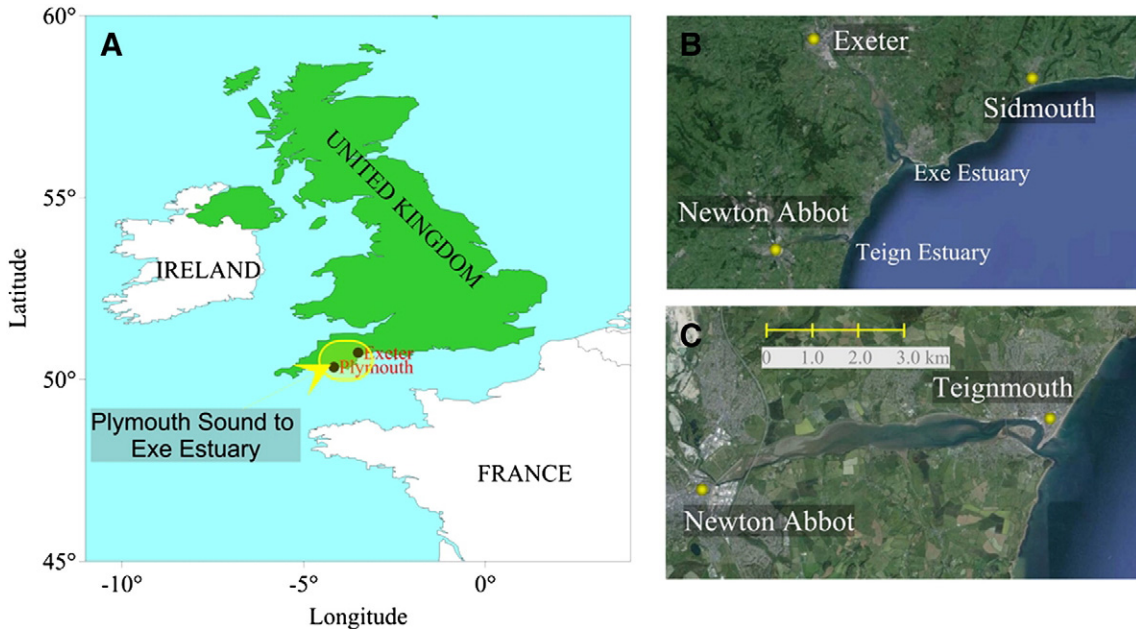 A
60°
55°
50°
45°
Latitude
-10°
-5°
0°
Longitude
UNITED KINGDOM
IRELAND
Exeter
Plymouth
Plymouth Sound to
Exe Estuary
FRANCE
B
Exeter
Sidmouth
Exe Estuary
Newton Abbot
Teign Estuary
C
0 1.0 2.0 3.0 km
Teignmouth
Newton Abbot